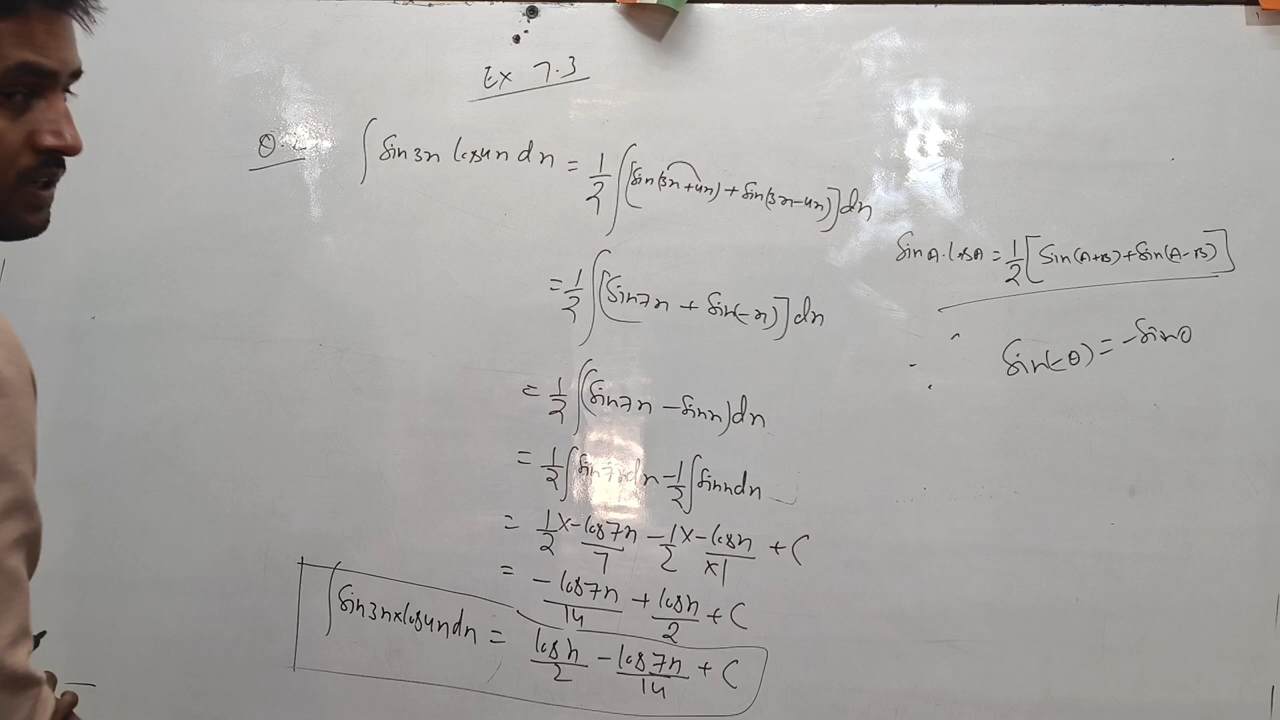 Ex 7.3
Q.2 ∫ sin3x cos4x dx = 1/2 ∫ [sin(3x+4x) + sin(3x-4x)] dx
= 1/2 ∫ [sin7x + sin(-x)] dx
= 1/2 ∫ (sin7x - sinx) dx
= 1/2 ∫ sin7x dx - 1/2 ∫ sinx dx
= 1/2 x -cos7x/7 - 1/2 x -cosx/x1 + C
= -cos7x/14 + cosx/2 + C
∫ sin3x x cos4x dx = cosx/2 - cos7x/14 + C
sinA.cosA = 1/2 [sin(A+B) + sin(A-B)]
∴ sin(-θ) = -sinθ